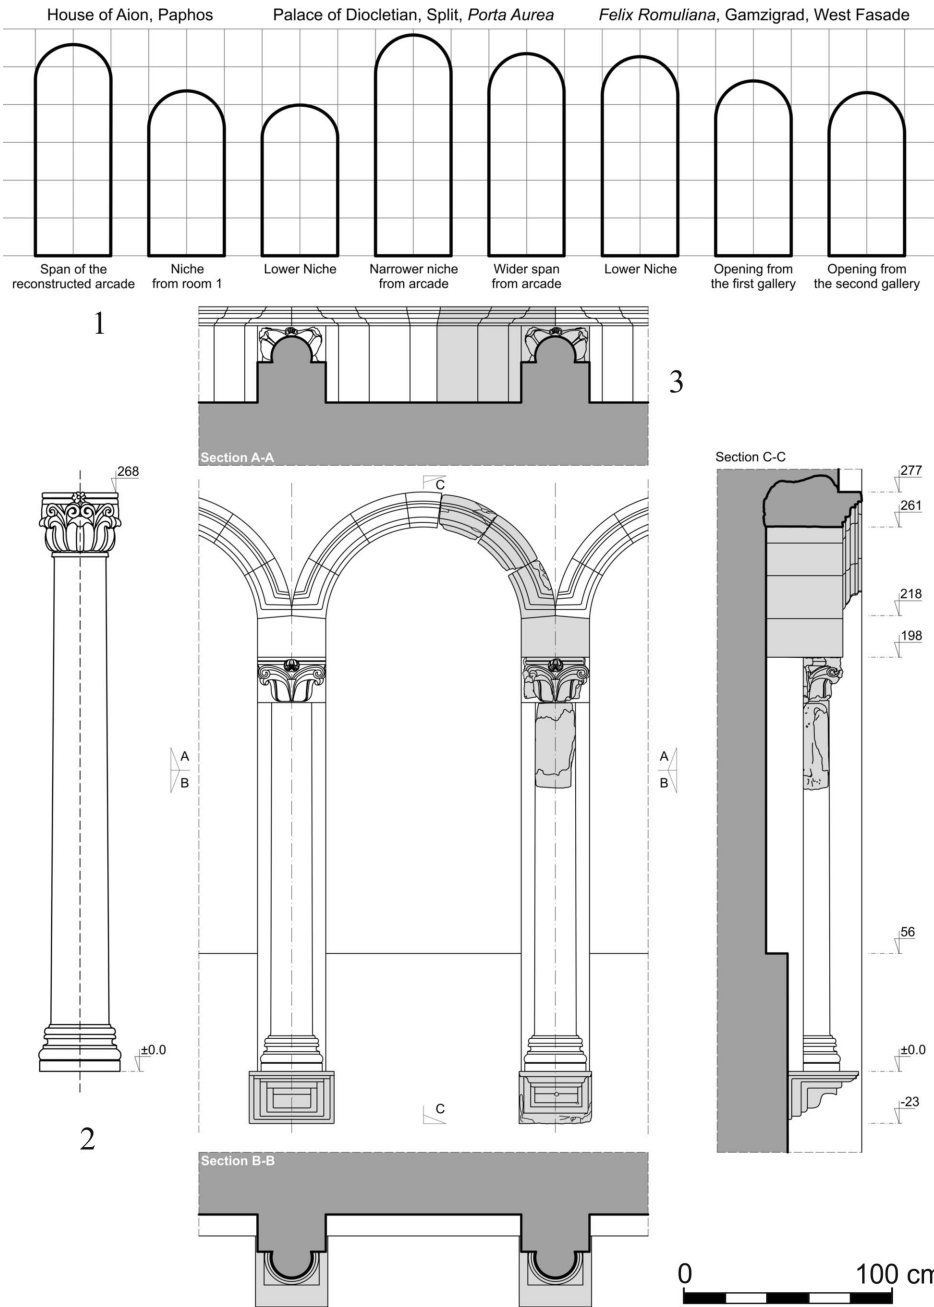 House of Aion, Paphos
Palace of Diocletian, Split, Porta Aurea
Felix Romuliana, Gamzigrad, West Fasade
Span of the
reconstructed arcade
Niche
from room 1
Lower Niche
Narrower niche
from arcade
Wider span
from arcade
Lower Niche
Opening from
the first gallery
Opening from
the second gallery
1
3
Section A-A
Section C-C
268
C
277
261
218
198
A
B
A
B
56
±0.0
±0.0
C
-23
2
Section B-B
0
100 cm